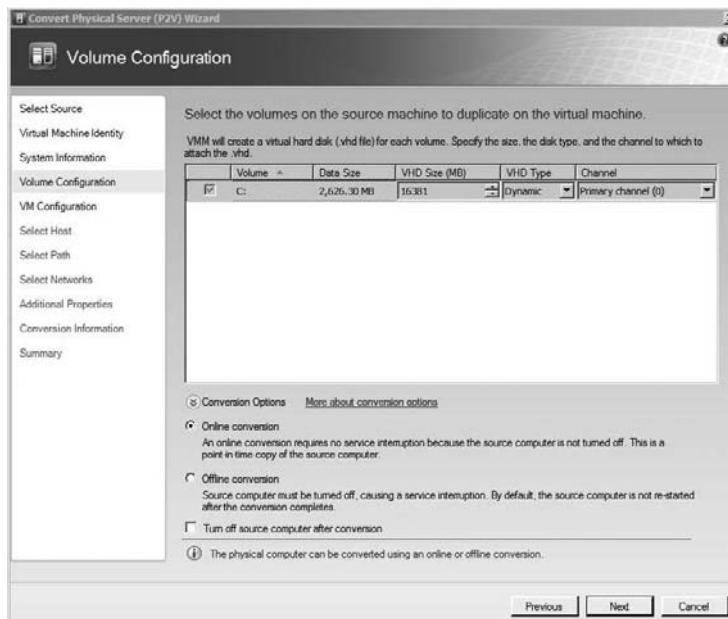 Convert Physical Server (P2V) Wizard
Volume Configuration
Select Source
Virtual Machine Identity
System Information
Volume Configuration
VM Configuration
Select Host
Select Path
Select Networks
Additional Properties
Conversion Information
Summary
Select the volumes on the source machine to duplicate on the virtual machine.
VMM will create a virtual hard disk (.vhd file) for each volume. Specify the size, the disk type, and the channel to which to
attach the .vhd.
Volume Data Size VHD Size (MB) VHD Type Channel
C: 2,626.30 MB 16381 Dynamic Primary channel (0)
Conversion Options More about conversion options
Online conversion
An online conversion requires no service interruption because the source computer is not turned off. This is a
point in time copy of the source computer.
Offline conversion
Source computer must be turned off, causing a service interruption. By default, the source computer is not re-started
after the conversion completes.
Turn off source computer after conversion
The physical computer can be converted using an online or offline conversion.
Previous Next Cancel